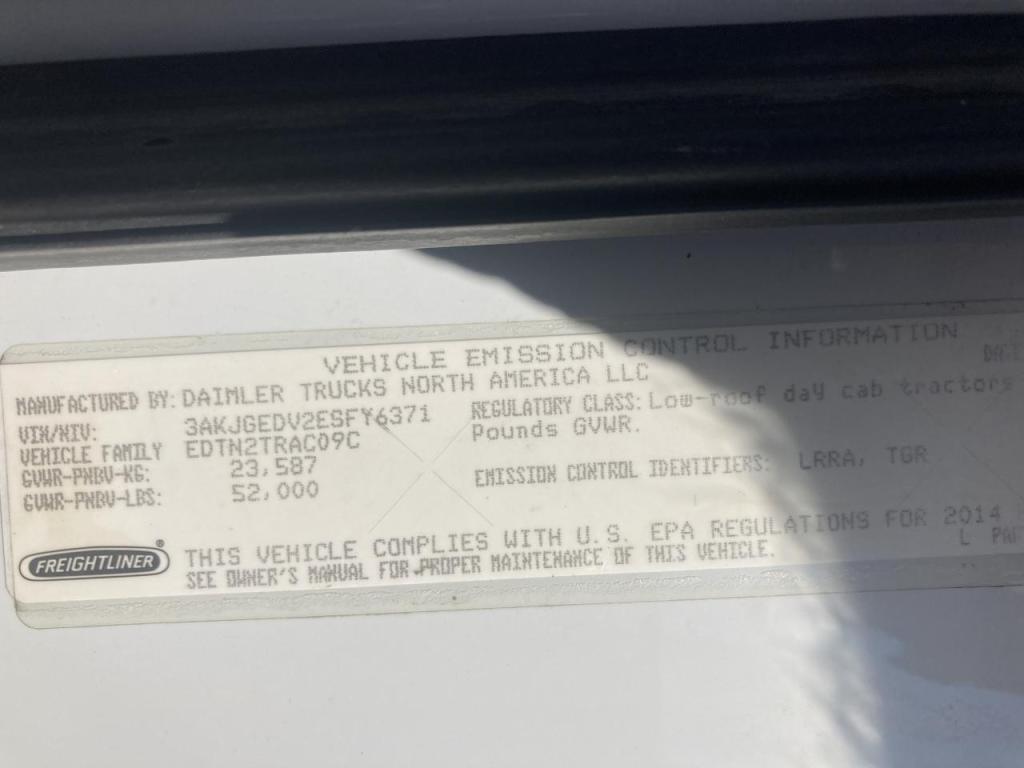 VEHICLE EMISSION CONTROL INFORMATION
MANUFACTURED BY: DAIMLER TRUCKS NORTH AMERICA LLC
VIN/NIV: 3AKJGEDV2ESFY6371
VEHICLE FAMILY EDTN2TRAC09C
GVWR-PNBV-KG: 23,587
GVWR-PNBV-LBS: 52,000
REGULATORY CLASS: Low-roof day cab tractors
Pounds GVWR.
EMISSION CONTROL IDENTIFIERS: LRRA, TGR
FREIGHTLINER®
THIS VEHICLE COMPLIES WITH U.S. EPA REGULATIONS FOR 2014
SEE OWNER'S MANUAL FOR PROPER MAINTENANCE OF THIS VEHICLE.